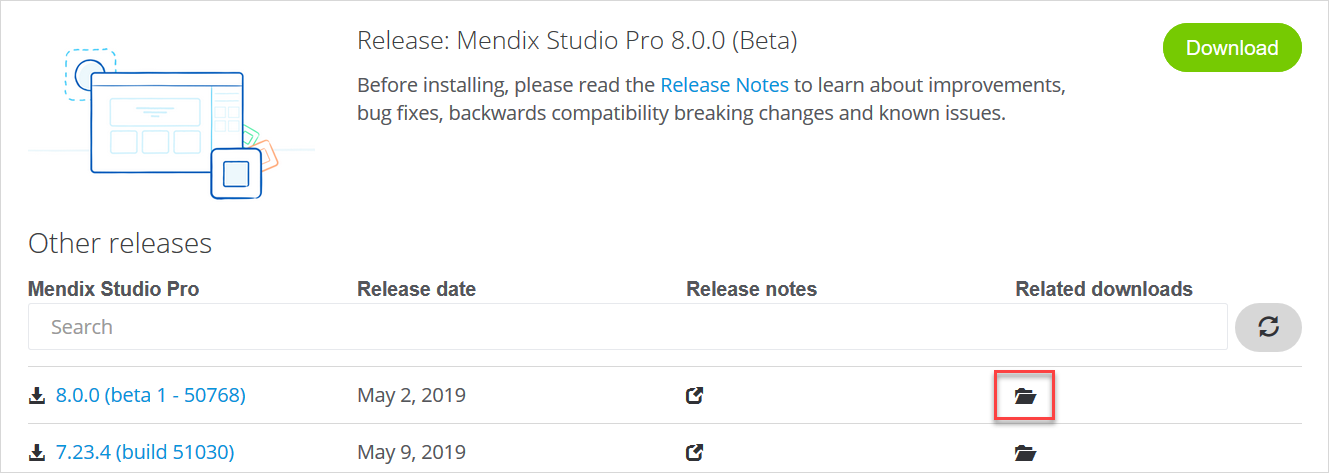 Release: Mendix Studio Pro 8.0.0 (Beta)
Download
Before installing, please read the Release Notes to learn about improvements,
bug fixes, backwards compatibility breaking changes and known issues.
Other releases
Mendix Studio Pro Release date Release notes Related downloads
Search
8.0.0 (beta 1 - 50768) May 2, 2019
7.23.4 (build 51030) May 9, 2019